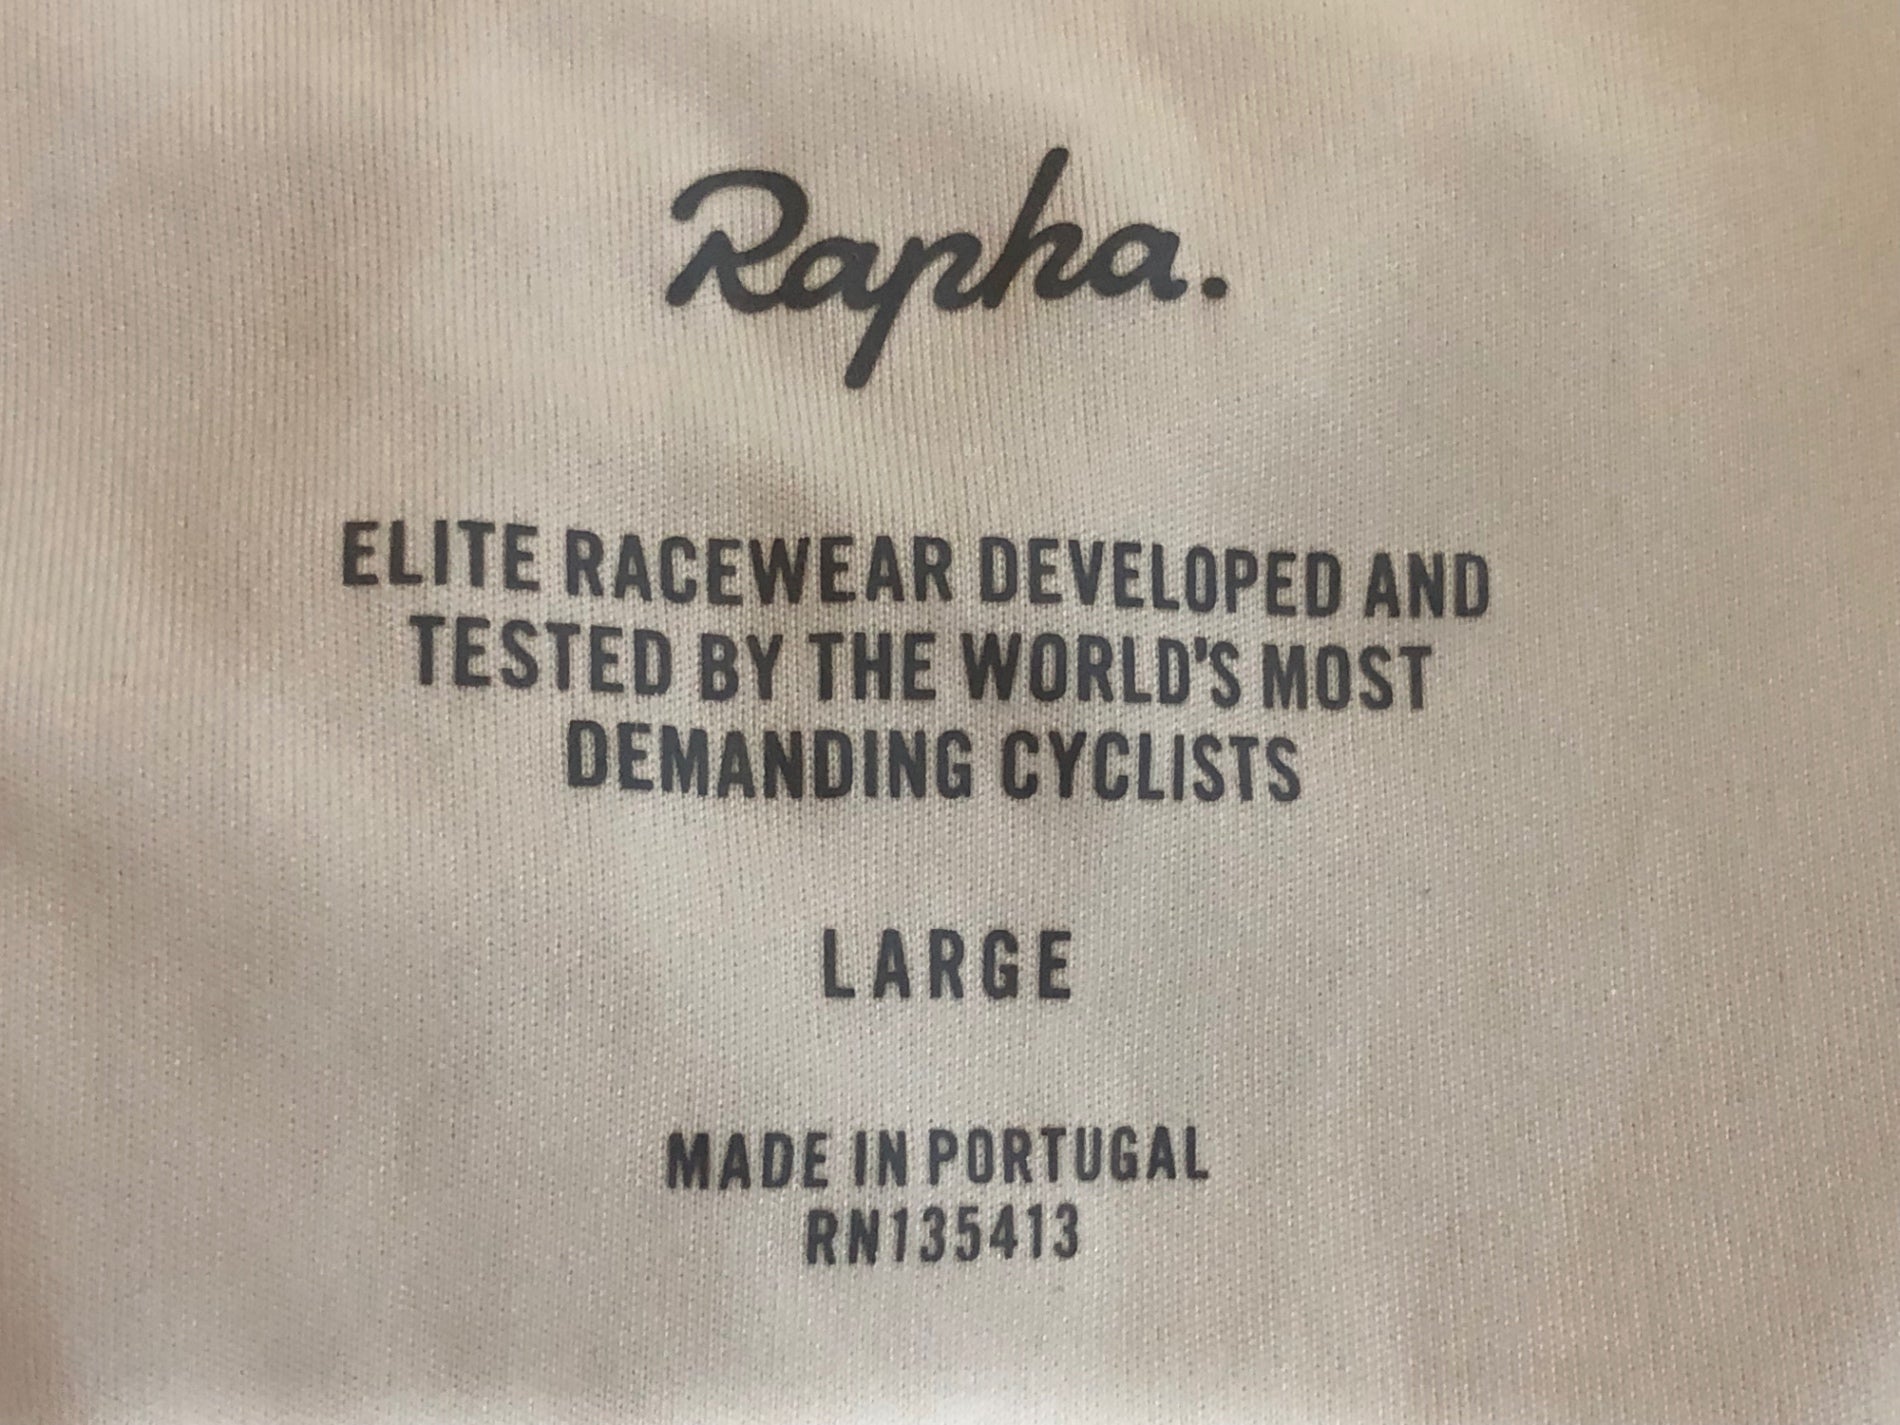 Rapha.
ELITE RACEWEAR DEVELOPED AND
TESTED BY THE WORLD'S MOST
DEMANDING CYCLISTS
LARGE
MADE IN PORTUGAL
RN135413